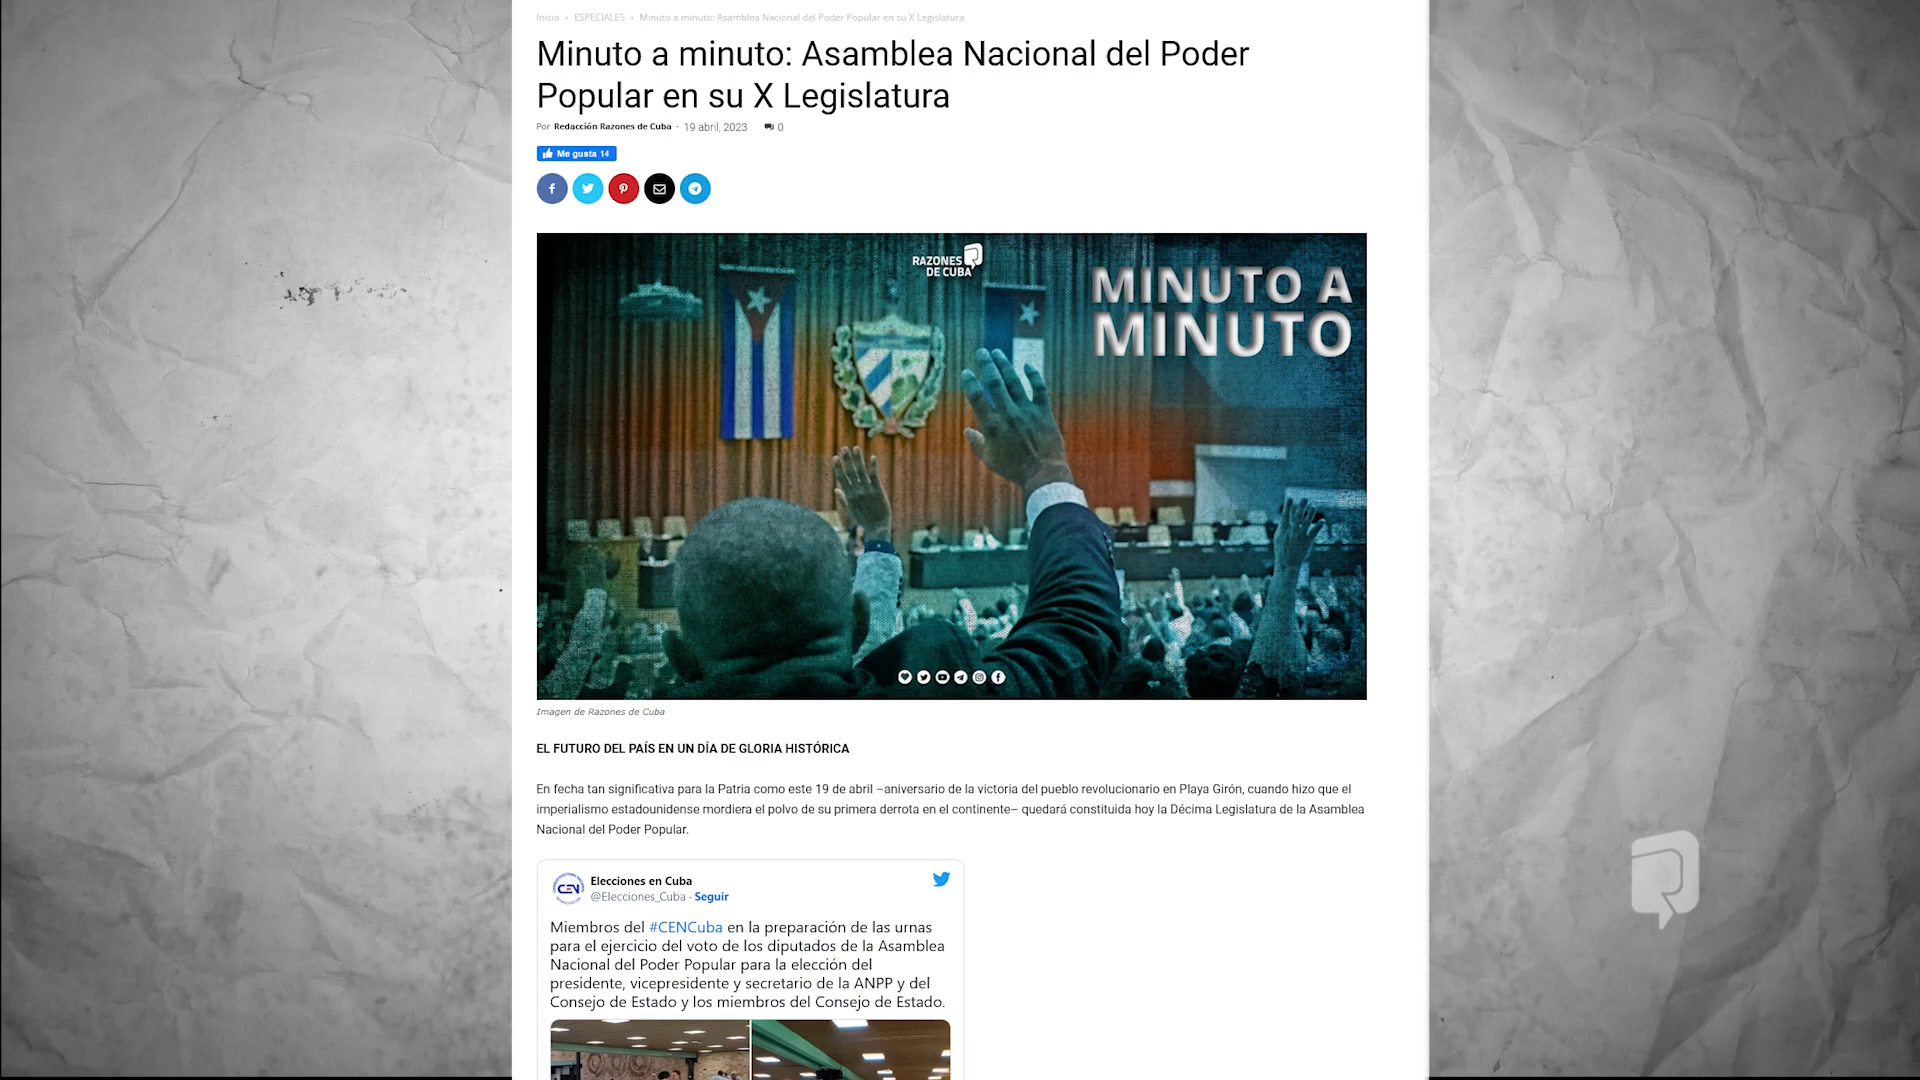 Inicio › ESPECIALES › Minuto a minuto: Asamblea Nacional del Poder Popular en su X Legislatura
Minuto a minuto: Asamblea Nacional del Poder
Popular en su X Legislatura
Por Redacción Razones de Cuba - 19 abril, 2023 0
Me gusta 14
RAZONES
DE CUBA
MINUTO A
MINUTO
Imagen de Razones de Cuba
EL FUTURO DEL PAÍS EN UN DÍA DE GLORIA HISTÓRICA
En fecha tan significativa para la Patria como este 19 de abril –aniversario de la victoria del pueblo revolucionario en Playa Girón, cuando hizo que el
imperialismo estadounidense mordiera el polvo de su primera derrota en el continente– quedará constituida hoy la Décima Legislatura de la Asamblea
Nacional del Poder Popular.
CEN
Elecciones en Cuba
@Elecciones_Cuba · Seguir
Miembros del #CENCuba en la preparación de las urnas
para el ejercicio del voto de los diputados de la Asamblea
Nacional del Poder Popular para la elección del
presidente, vicepresidente y secretario de la ANPP y del
Consejo de Estado y los miembros del Consejo de Estado.